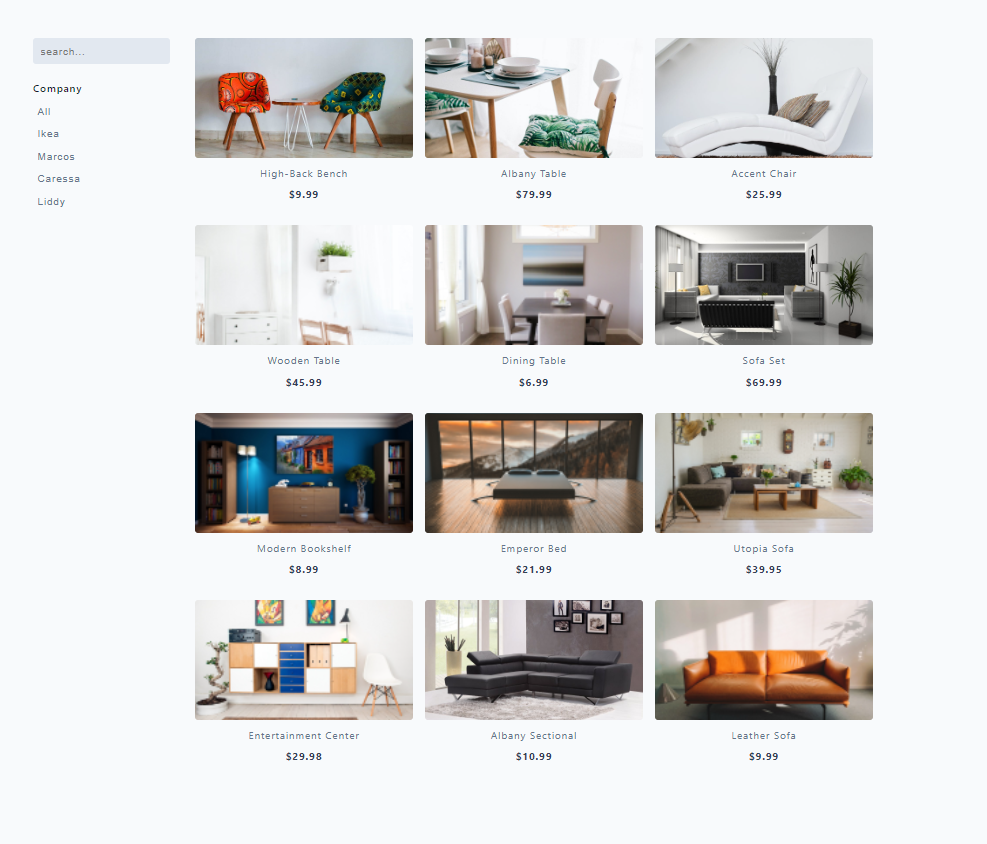 search...
Company
All
Ikea
Marcos
Caressa
Liddy
High-Back Bench
$9.99
Albany Table
$79.99
Accent Chair
$25.99
Wooden Table
$45.99
Dining Table
$6.99
Sofa Set
$69.99
Modern Bookshelf
$8.99
Emperor Bed
$21.99
Utopia Sofa
$39.95
Entertainment Center
$29.98
Albany Sectional
$10.99
Leather Sofa
$9.99